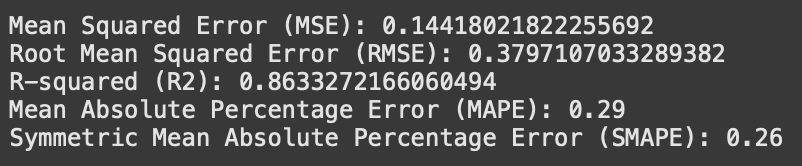 Mean Squared Error (MSE): 0.14418021822255692
Root Mean Squared Error (RMSE): 0.3797107033289382
R-squared (R2): 0.8633272166060494
Mean Absolute Percentage Error (MAPE): 0.29
Symmetric Mean Absolute Percentage Error (SMAPE): 0.26